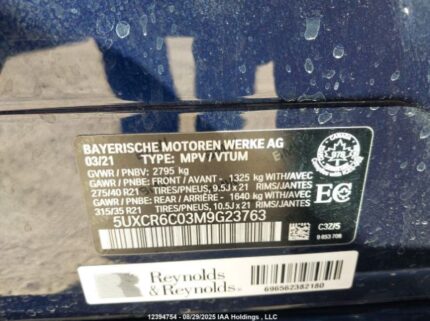 BAYERISCHE MOTOREN WERKE AG
03/21 TYPE: MPV / VTUM
GVWR / PNBV: 2795 kg
GAWR / PNBE: FRONT / AVANT - 1325 kg WITH/AVEC
275/40 R21 TIRES/PNEUS, 9.5J x 21 RIMS/JANTES
GAWR / PNBE: REAR / ARRIÈRE - 1640 kg WITH/AVEC
315/35 R21 TIRES/PNEUS, 10.5J x 21 RIMS/JANTES
5UXCR6C03M9G23763
CANADA
EC
C3Z/5
Reynolds
& Reynolds®
696562382180
12394754 - 08/29/2025 IAA Holdings, LLC